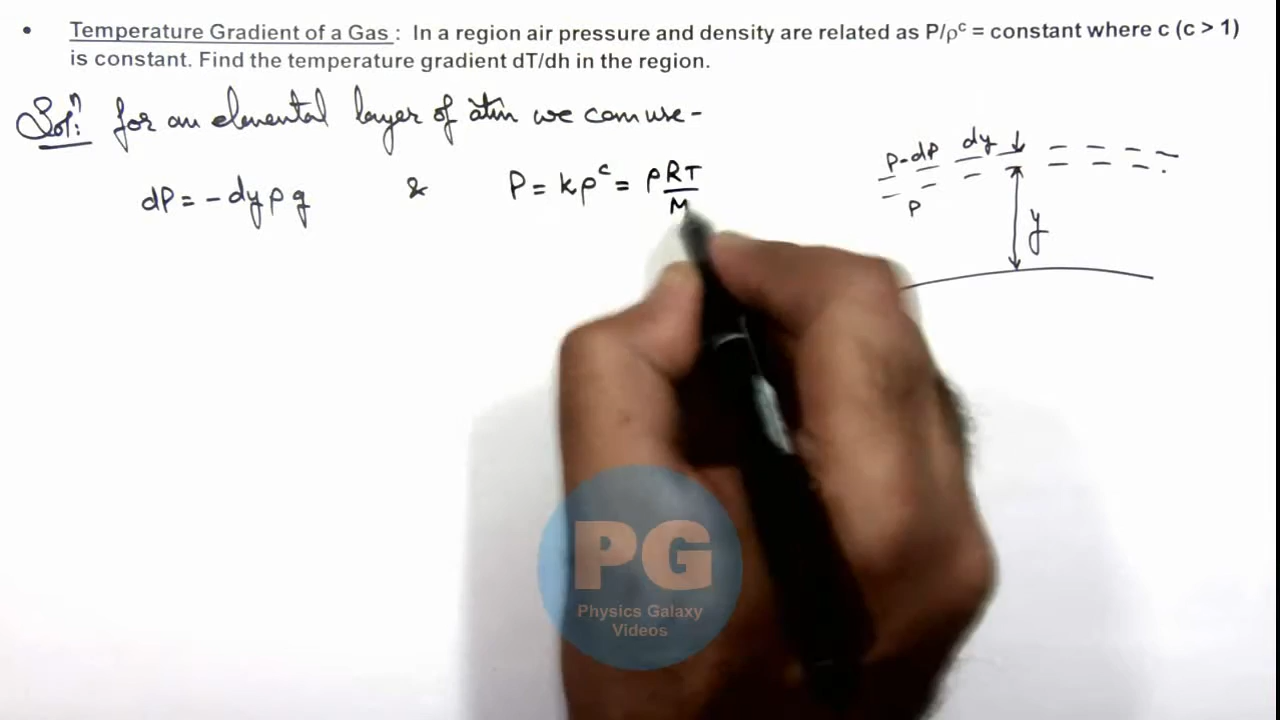 • Temperature Gradient of a Gas : In a region air pressure and density are related as P/ρᶜ = constant where c (c > 1)
is constant. Find the temperature gradient dT/dh in the region.
Solⁿ: for an elemental layer of atm we can use -
dP = - dy ρ g & P = kρᶜ = ρRT/M
P-dP dy
P
y
PG
Physics Galaxy
Videos